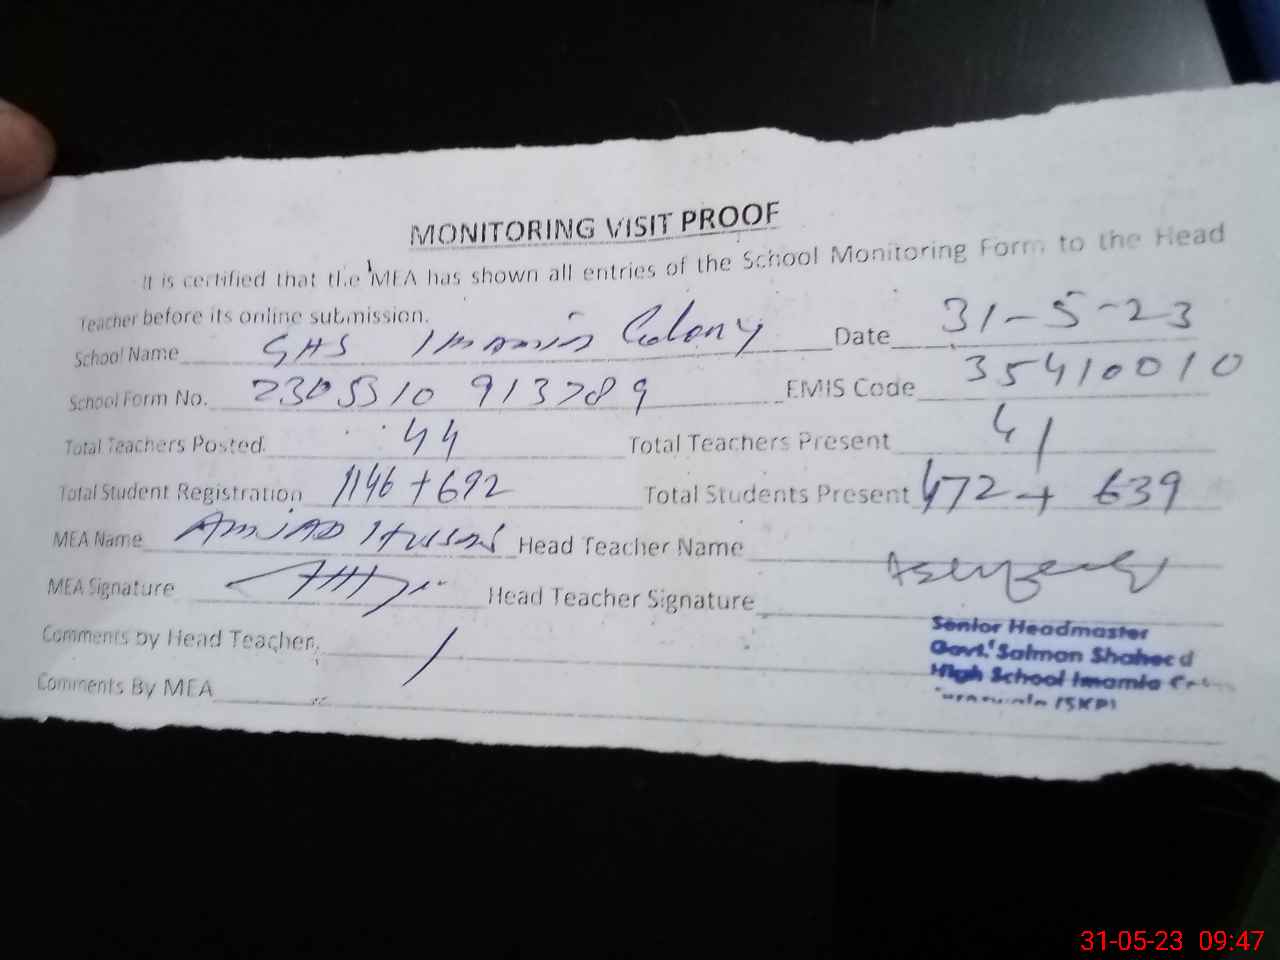 MONITORING VISIT PROOF
It is certified that the MEA has shown all entries of the School Monitoring Form to the Head
Teacher before its online submission.
School Name GHS Imamia Colony Date 31-5-23
School Form No. 2305310 913789 EMIS Code 35410010
Total Teachers Posted 44 Total Teachers Present 41
Total Student Registration 1146+692 Total Students Present 472+ 639
MEA Name Amjad Hussain Head Teacher Name
MEA Signature Head Teacher Signature
Comments by Head Teacher
Comments By MEA
Senior Headmaster
Govt. Salman Shaheed
High School Imamia
(SKP)
31-05-23 09:47